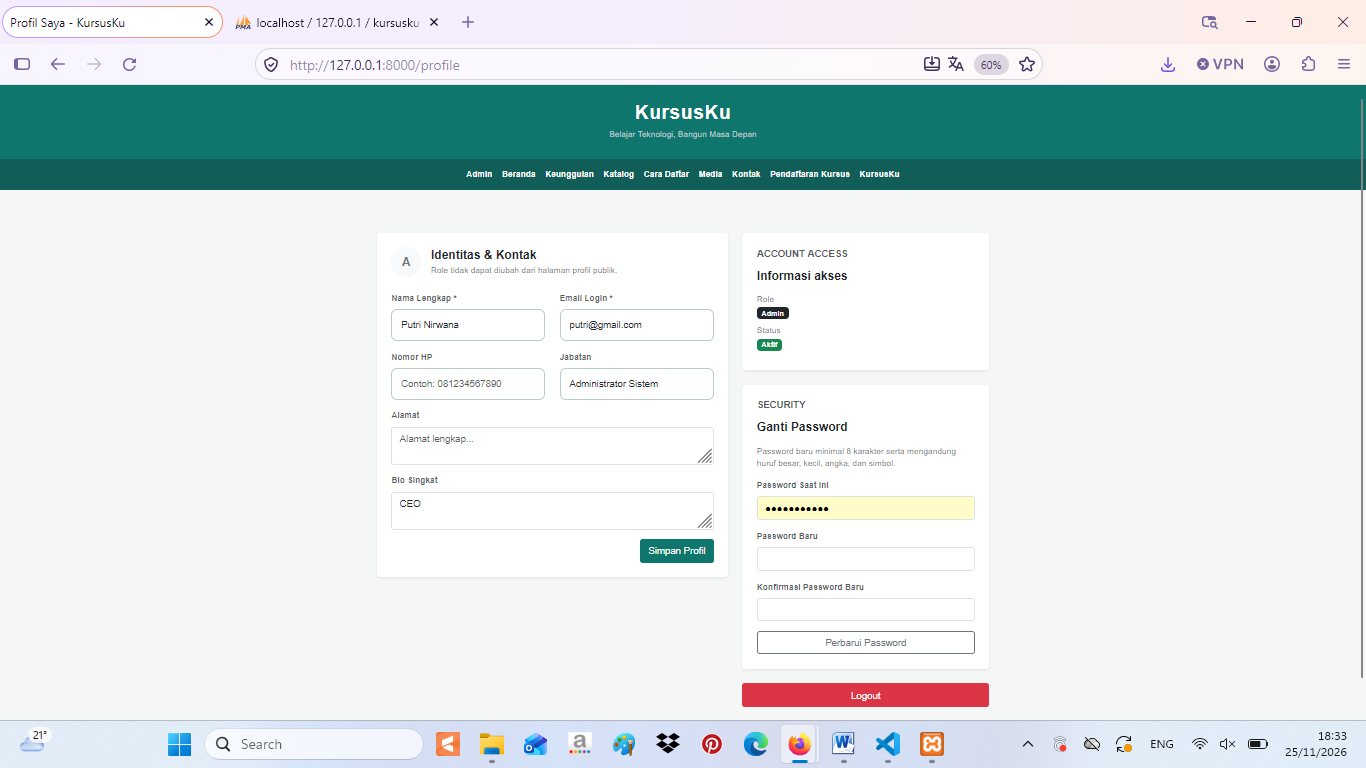 Profil Saya - KursusKu
localhost / 127.0.0.1 / kursusku
http://127.0.0.1:8000/profile
60%
VPN
KursusKu
Belajar Teknologi, Bangun Masa Depan
Admin Beranda Keunggulan Katalog Cara Daftar Media Kontak Pendaftaran Kursus KursusKu
A
Identitas & Kontak
Role tidak dapat diubah dari halaman profil publik.
Nama Lengkap * Email Login *
Putri Nirwana putri@gmail.com
Nomor HP Jabatan
Contoh: 081234567890 Administrator Sistem
Alamat
Alamat lengkap...
Bio Singkat
CEO
Simpan Profil
ACCOUNT ACCESS
Informasi akses
Role
Admin
Status
Aktif
SECURITY
Ganti Password
Password baru minimal 8 karakter serta mengandung
huruf besar, kecil, angka, dan simbol.
Password Saat Ini
•••••••••••
Password Baru
Konfirmasi Password Baru
Perbarui Password
Logout
21°
Search
ENG
18:33
25/11/2026